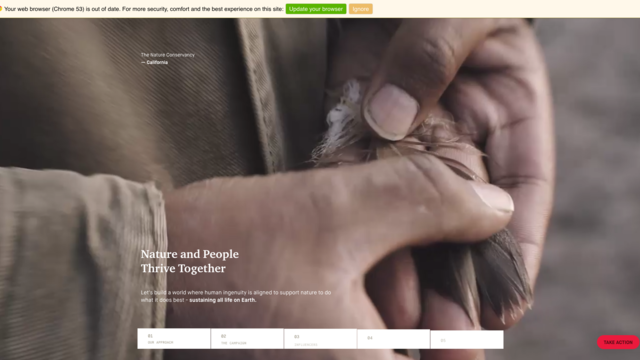 Your web browser (Chrome 53) is out of date. For more security, comfort and the best experience on this site: Update your browser Ignore
The Nature Conservancy
— California
Nature and People
Thrive Together
Let's build a world where human ingenuity is aligned to support nature to do
what it does best - sustaining all life on Earth.
01
02
03
04
05
OUR APPROACH
TAKE ACTION